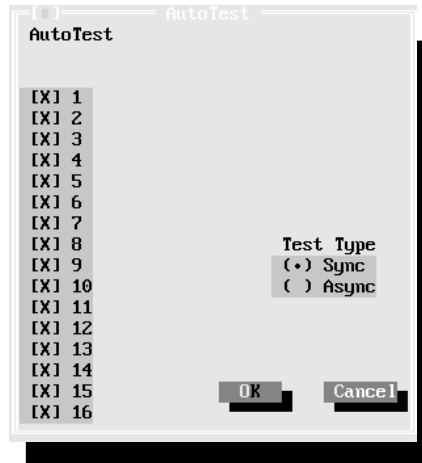 [■] AutoTest
AutoTest
[X] 1
[X] 2
[X] 3
[X] 4
[X] 5
[X] 6
[X] 7
[X] 8
[X] 9
[X] 10
[X] 11
[X] 12
[X] 13
[X] 14
[X] 15
[X] 16
Test Type
(•) Sync
( ) Async
OK
Cancel